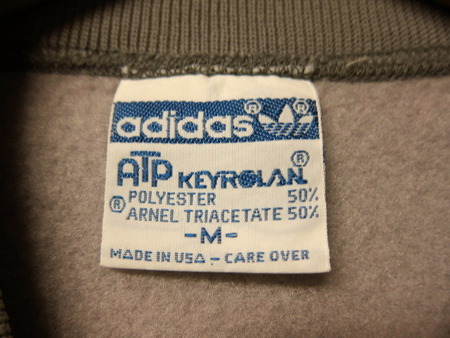 adidas®®
ATP KEYROLAN®
POLYESTER 50%
®ARNEL TRIACETATE 50%
-M-
MADE IN USA - CARE OVER